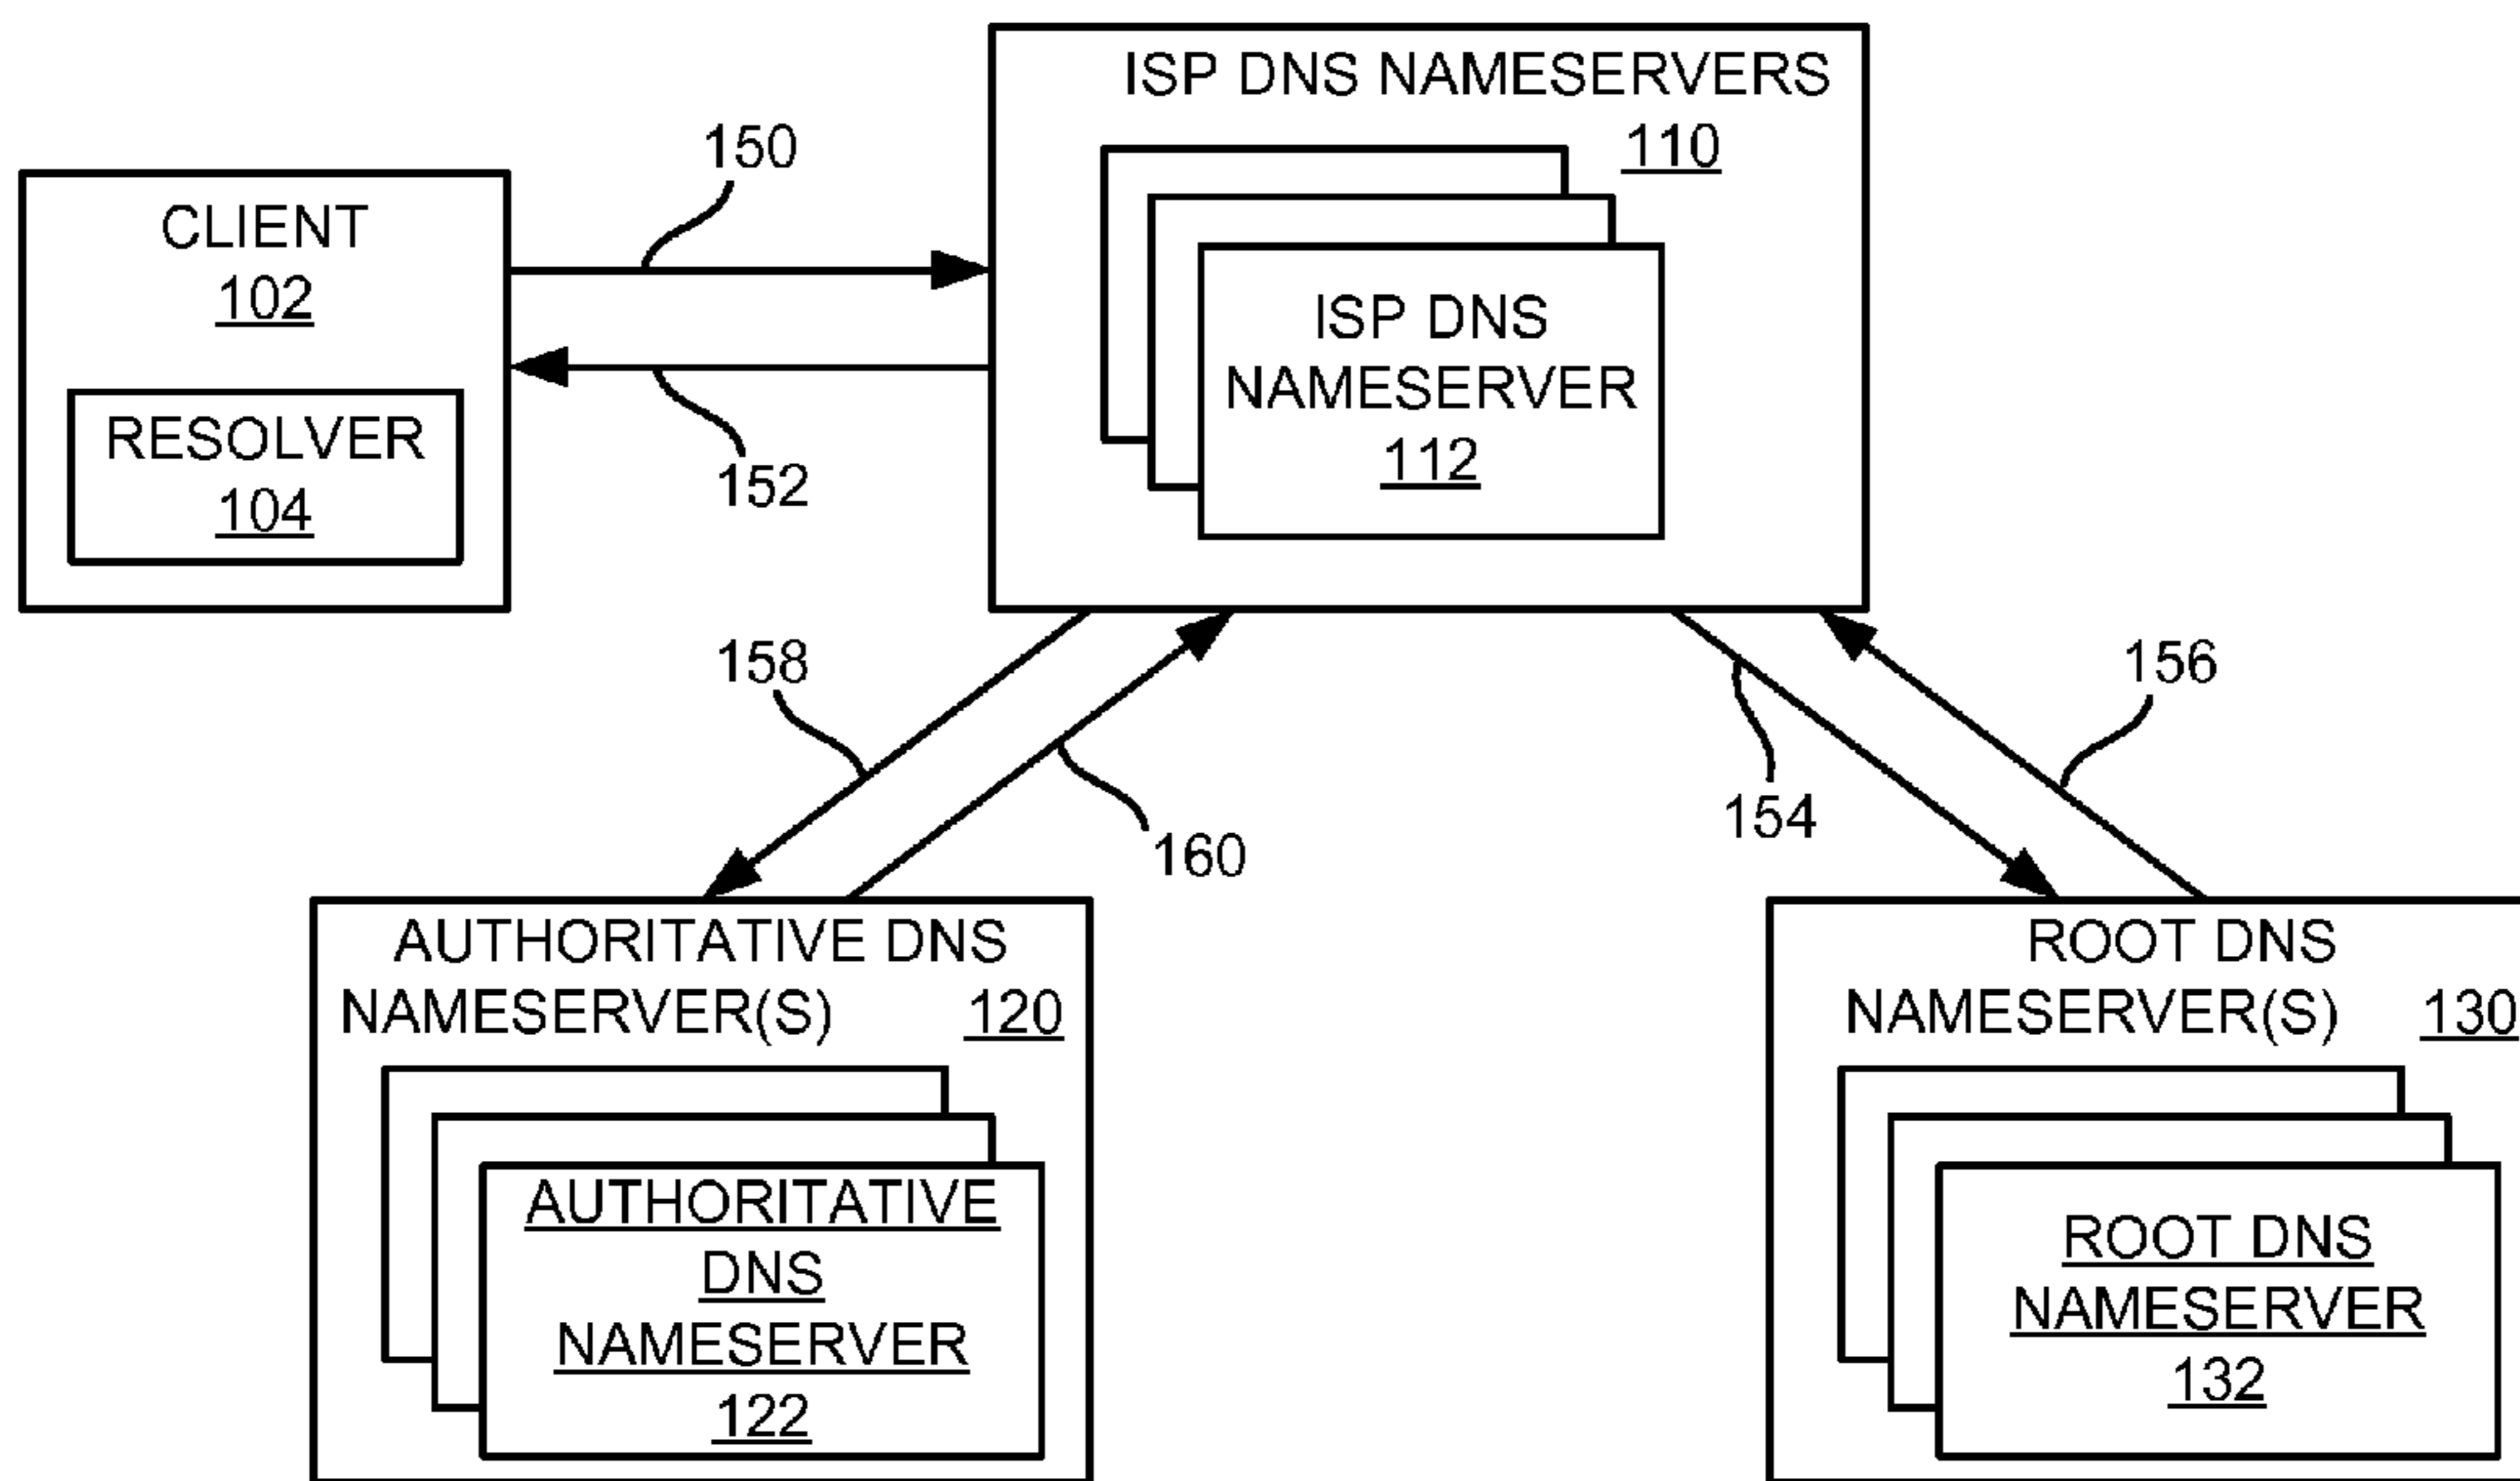 CLIENT
102
RESOLVER
104
150
152
ISP DNS NAMESERVERS
110
ISP DNS
NAMESERVER
112
158
160
154
156
AUTHORITATIVE DNS
NAMESERVER(S) 120
AUTHORITATIVE
DNS
NAMESERVER
122
ROOT DNS
NAMESERVER(S) 130
ROOT DNS
NAMESERVER
132